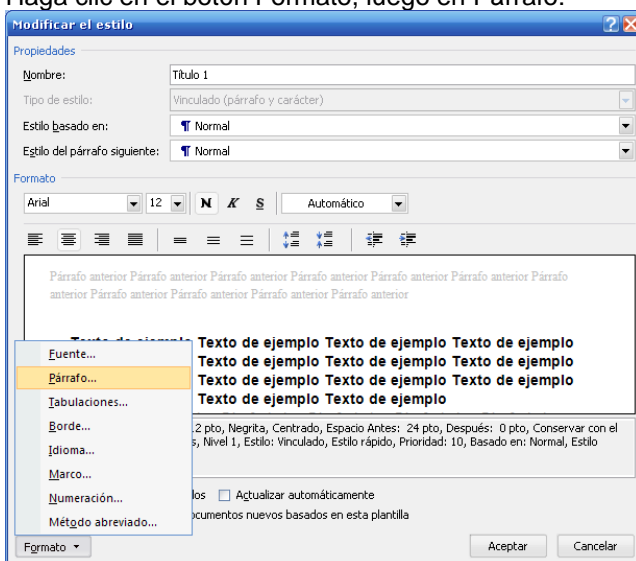 Haga clic en el botón Formato, luego en Párrafo.
Modificar el estilo
Propiedades
Nombre: Título 1
Tipo de estilo: Vinculado (párrafo y carácter)
Estilo basado en: ¶ Normal
Estilo del párrafo siguiente: ¶ Normal
Formato
Arial 12 N K S Automático
Párrafo anterior Párrafo anterior Párrafo anterior Párrafo anterior Párrafo anterior Párrafo anterior Párrafo
anterior Párrafo anterior Párrafo anterior Párrafo anterior Párrafo anterior
Texto de ejemplo Texto de ejemplo Texto de ejemplo Texto de ejemplo
Texto de ejemplo Texto de ejemplo Texto de ejemplo
Texto de ejemplo Texto de ejemplo Texto de ejemplo
Texto de ejemplo Texto de ejemplo
Fuente...
Párrafo...
Tabulaciones...
Borde...
Idioma...
Marco...
Numeración...
Método abreviado...
2 pto, Negrita, Centrado, Espacio Antes: 24 pto, Después: 0 pto, Conservar con el
s, Nivel 1, Estilo: Vinculado, Estilo rápido, Prioridad: 10, Basado en: Normal, Estilo
los Actualizar automáticamente
ocumentos nuevos basados en esta plantilla
Formato Aceptar Cancelar